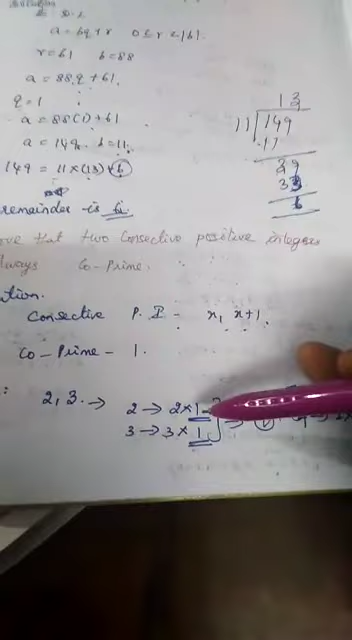 a = bq + r 0 ≤ r < |b|
r = 61 b = 88
a = 88q + 61
q = 1
a = 88(1) + 61
a = 149. b = 11
149 = 11 × (13) + 6
remainder is 6
13
11 149
11
39
33
6
that two Consective positive integers
always Co-Prime.
Consective P. I - x, x+1
Co-Prime - 1.
2, 3. → 2 → 2×1
3 → 3×1